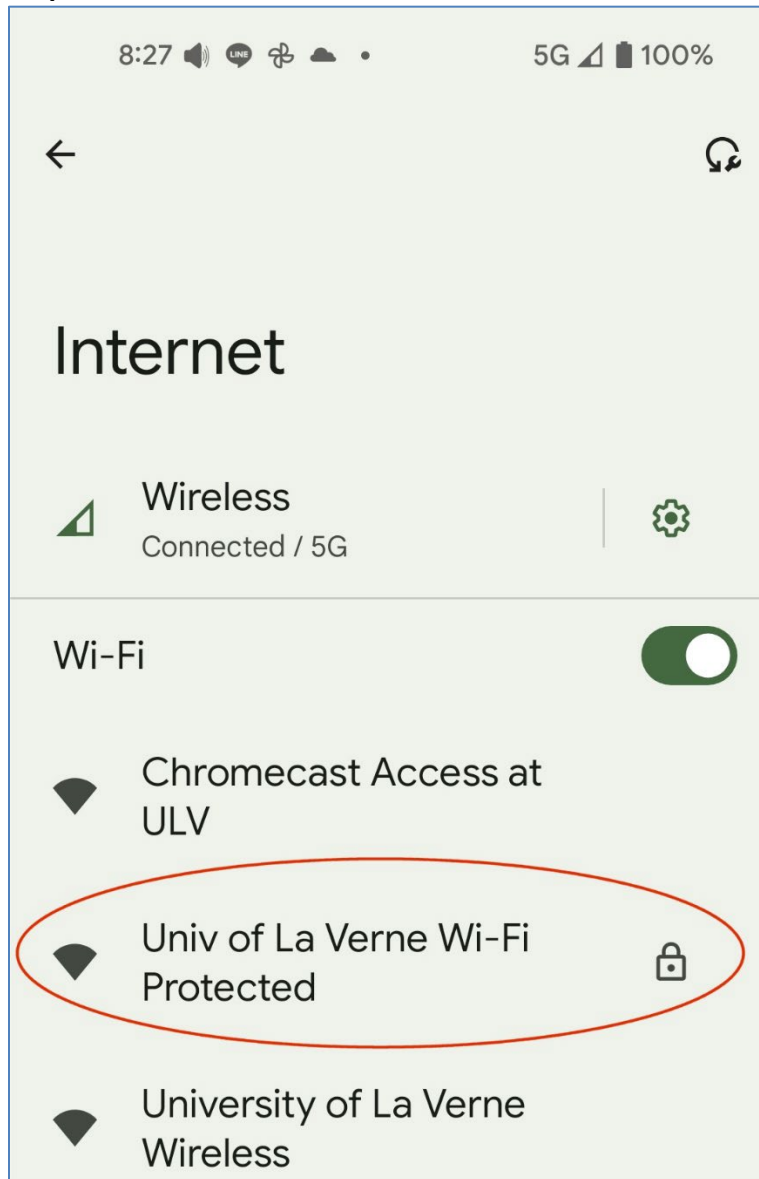 8:27 LINE 5G 100%
Internet
Wireless
Connected / 5G
Wi-Fi
Chromecast Access at
ULV
Univ of La Verne Wi-Fi
Protected
University of La Verne
Wireless